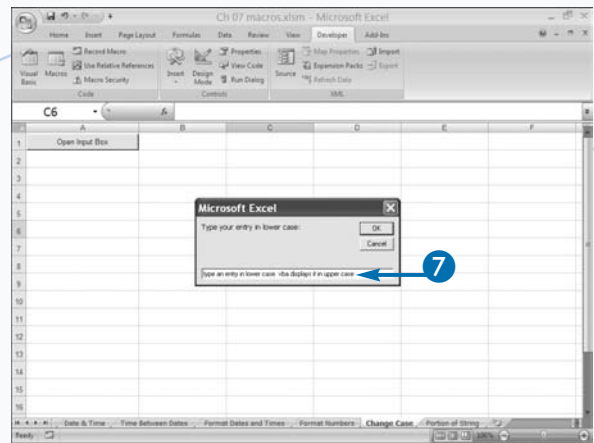 Ch 07 macros.xlsm - Microsoft Excel
Home Insert Page Layout Formulas Data Review View Developer Add-Ins
Visual Basic Macros Record Macro Use Relative References Macro Security
Insert Design Mode Properties View Code Run Dialog
Source Map Properties Expansion Packs Refresh Data Import Export
Code Controls XML
C6 fx
A B C D E F
1 Open Input Box
2
3
4
5
6
7
8
9
10
11
12
13
14
15
16
Microsoft Excel
Type your entry in lower case:
OK
Cancel
type an entry in lower case. vba displays it in upper case
7
Date & Time Time Between Dates Format Dates and Times Format Numbers Change Case Portion of String
Ready 100%